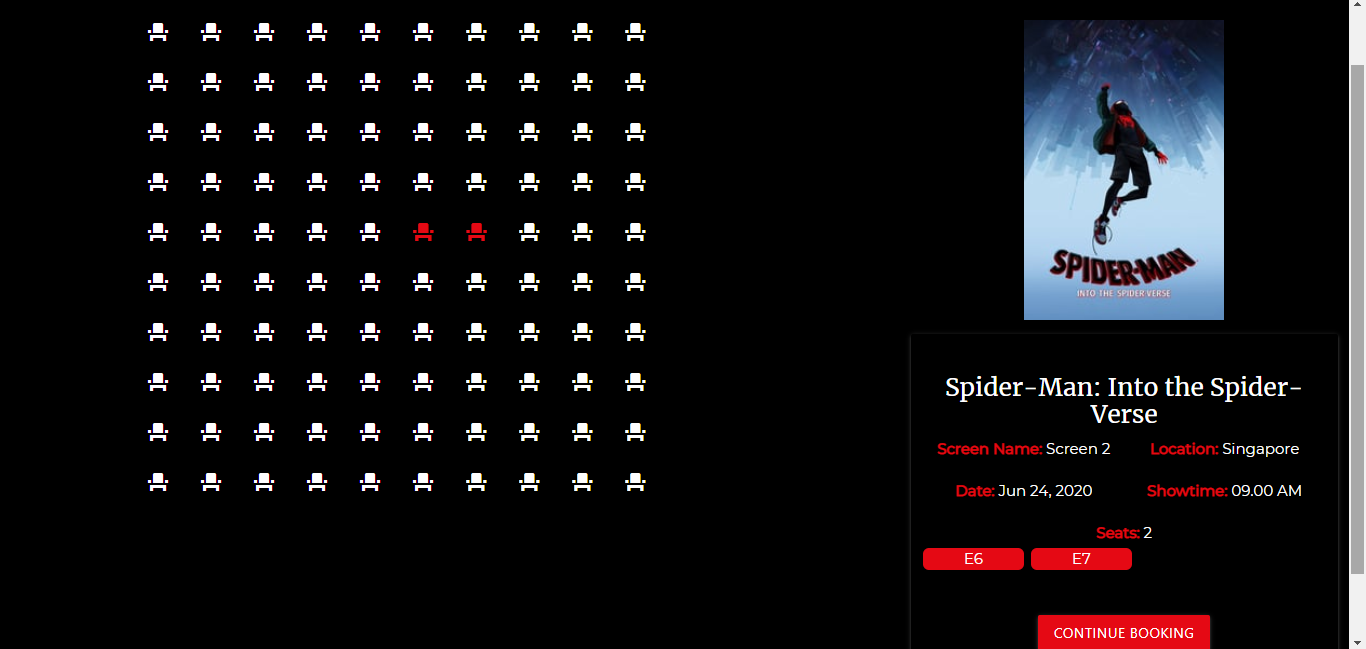 SPIDER-MAN
INTO THE SPIDER-VERSE
Spider-Man: Into the Spider-
Verse
Screen Name: Screen 2
Location: Singapore
Date: Jun 24, 2020
Showtime: 09.00 AM
Seats: 2
E6
E7
CONTINUE BOOKING